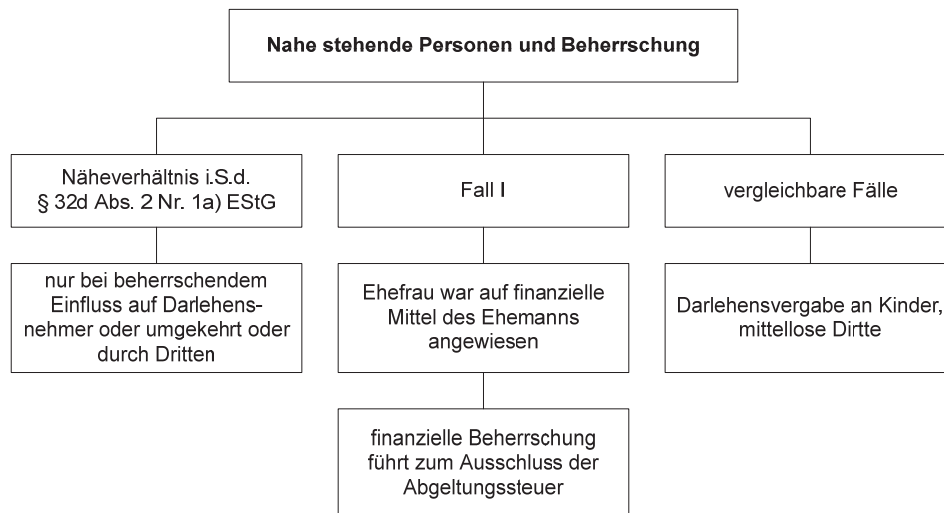 Nahe stehende Personen und Beherrschung
Näheverhältnis i.S.d.
§ 32d Abs. 2 Nr. 1a) EStG
Fall I
vergleichbare Fälle
nur bei beherrschendem
Einfluss auf Darlehens-
nehmer oder umgekehrt oder
durch Dritten
Ehefrau war auf finanzielle
Mittel des Ehemanns
angewiesen
Darlehensvergabe an Kinder,
mittellose Dirtte
finanzielle Beherrschung
führt zum Ausschluss der
Abgeltungssteuer